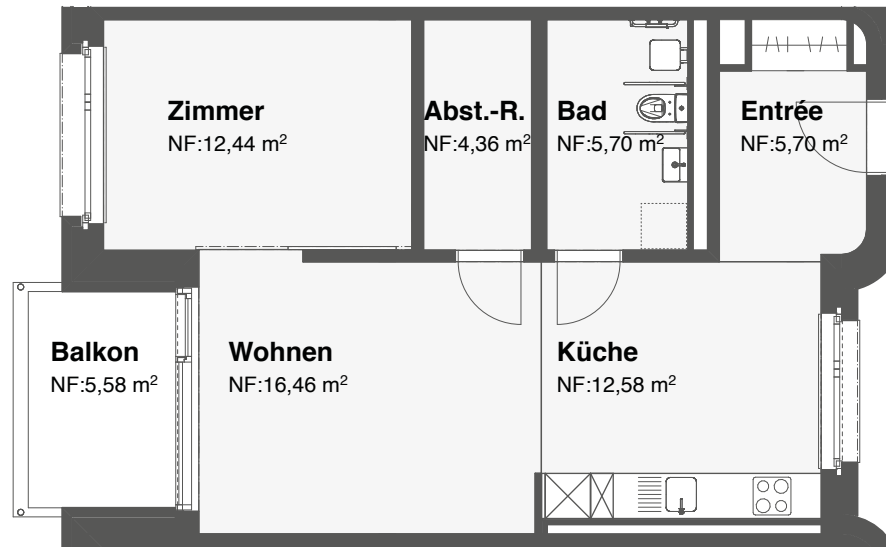 Zimmer
NF:12,44 m²
Abst.-R.
NF:4,36 m²
Bad
NF:5,70 m²
Entrée
NF:5,70 m²
Balkon
NF:5,58 m²
Wohnen
NF:16,46 m²
Küche
NF:12,58 m²